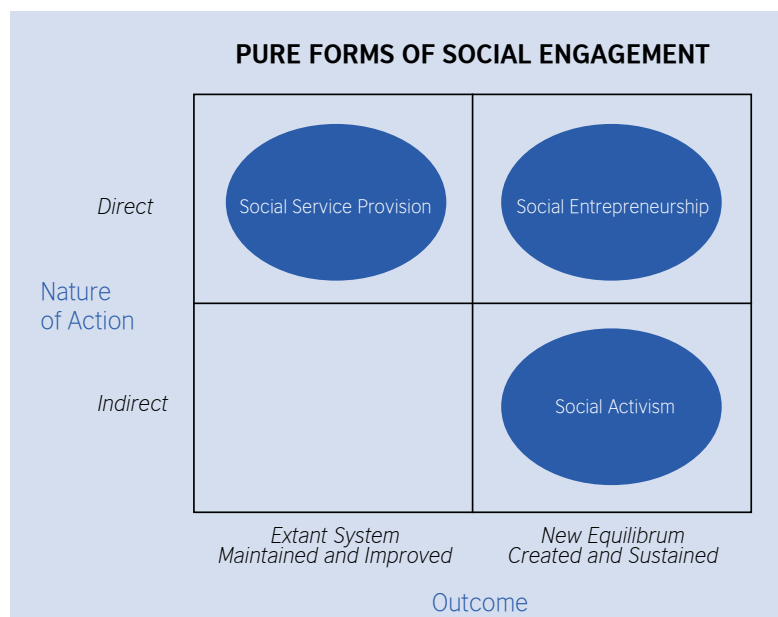 PURE FORMS OF SOCIAL ENGAGEMENT
Direct
Social Service Provision
Social Entrepreneurship
Nature
of Action
Indirect
Social Activism
Extant System
Maintained and Improved
New Equilibrum
Created and Sustained
Outcome